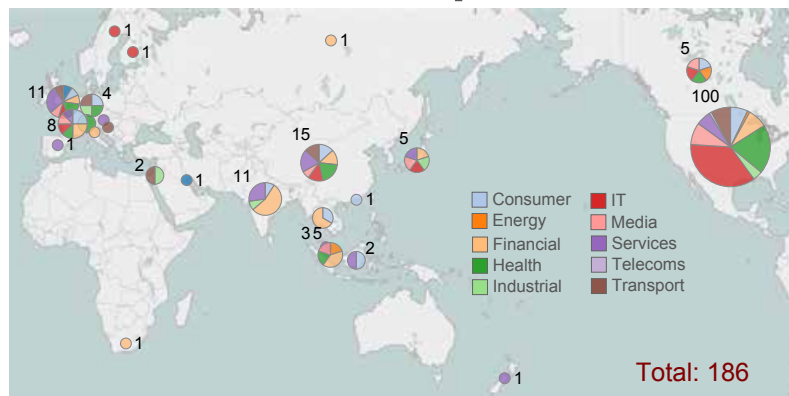 1
1
1
5
11
4
100
8
15
5
1
2
1
11
1
3 5
2
1
1
Consumer
Energy
Financial
Health
Industrial
IT
Media
Services
Telecoms
Transport
Total: 186